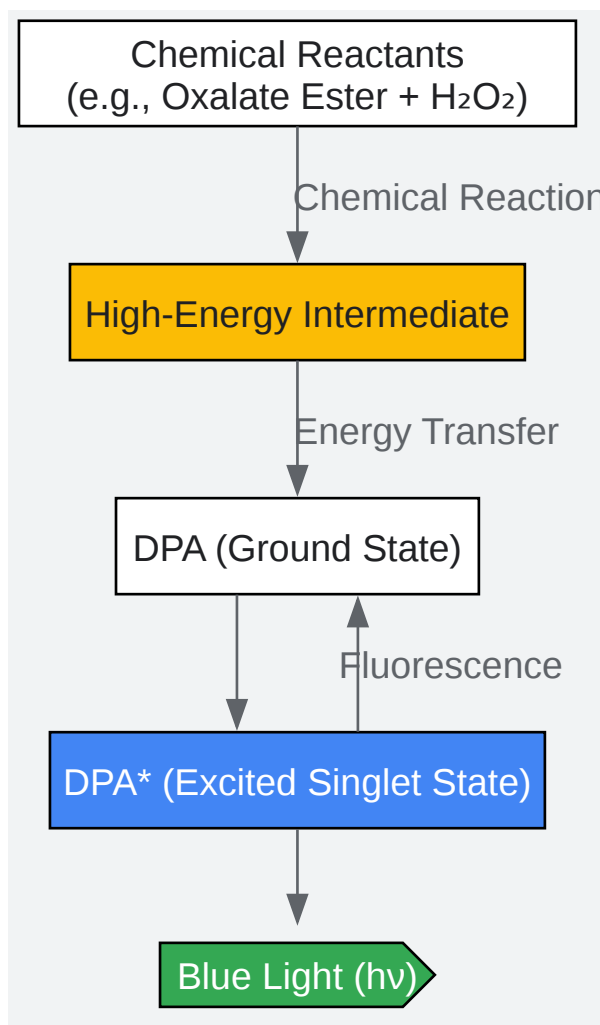 Chemical Reactants
(e.g., Oxalate Ester + H₂O₂)
Chemical Reaction
High-Energy Intermediate
Energy Transfer
DPA (Ground State)
Fluorescence
DPA* (Excited Singlet State)
Blue Light (hν)